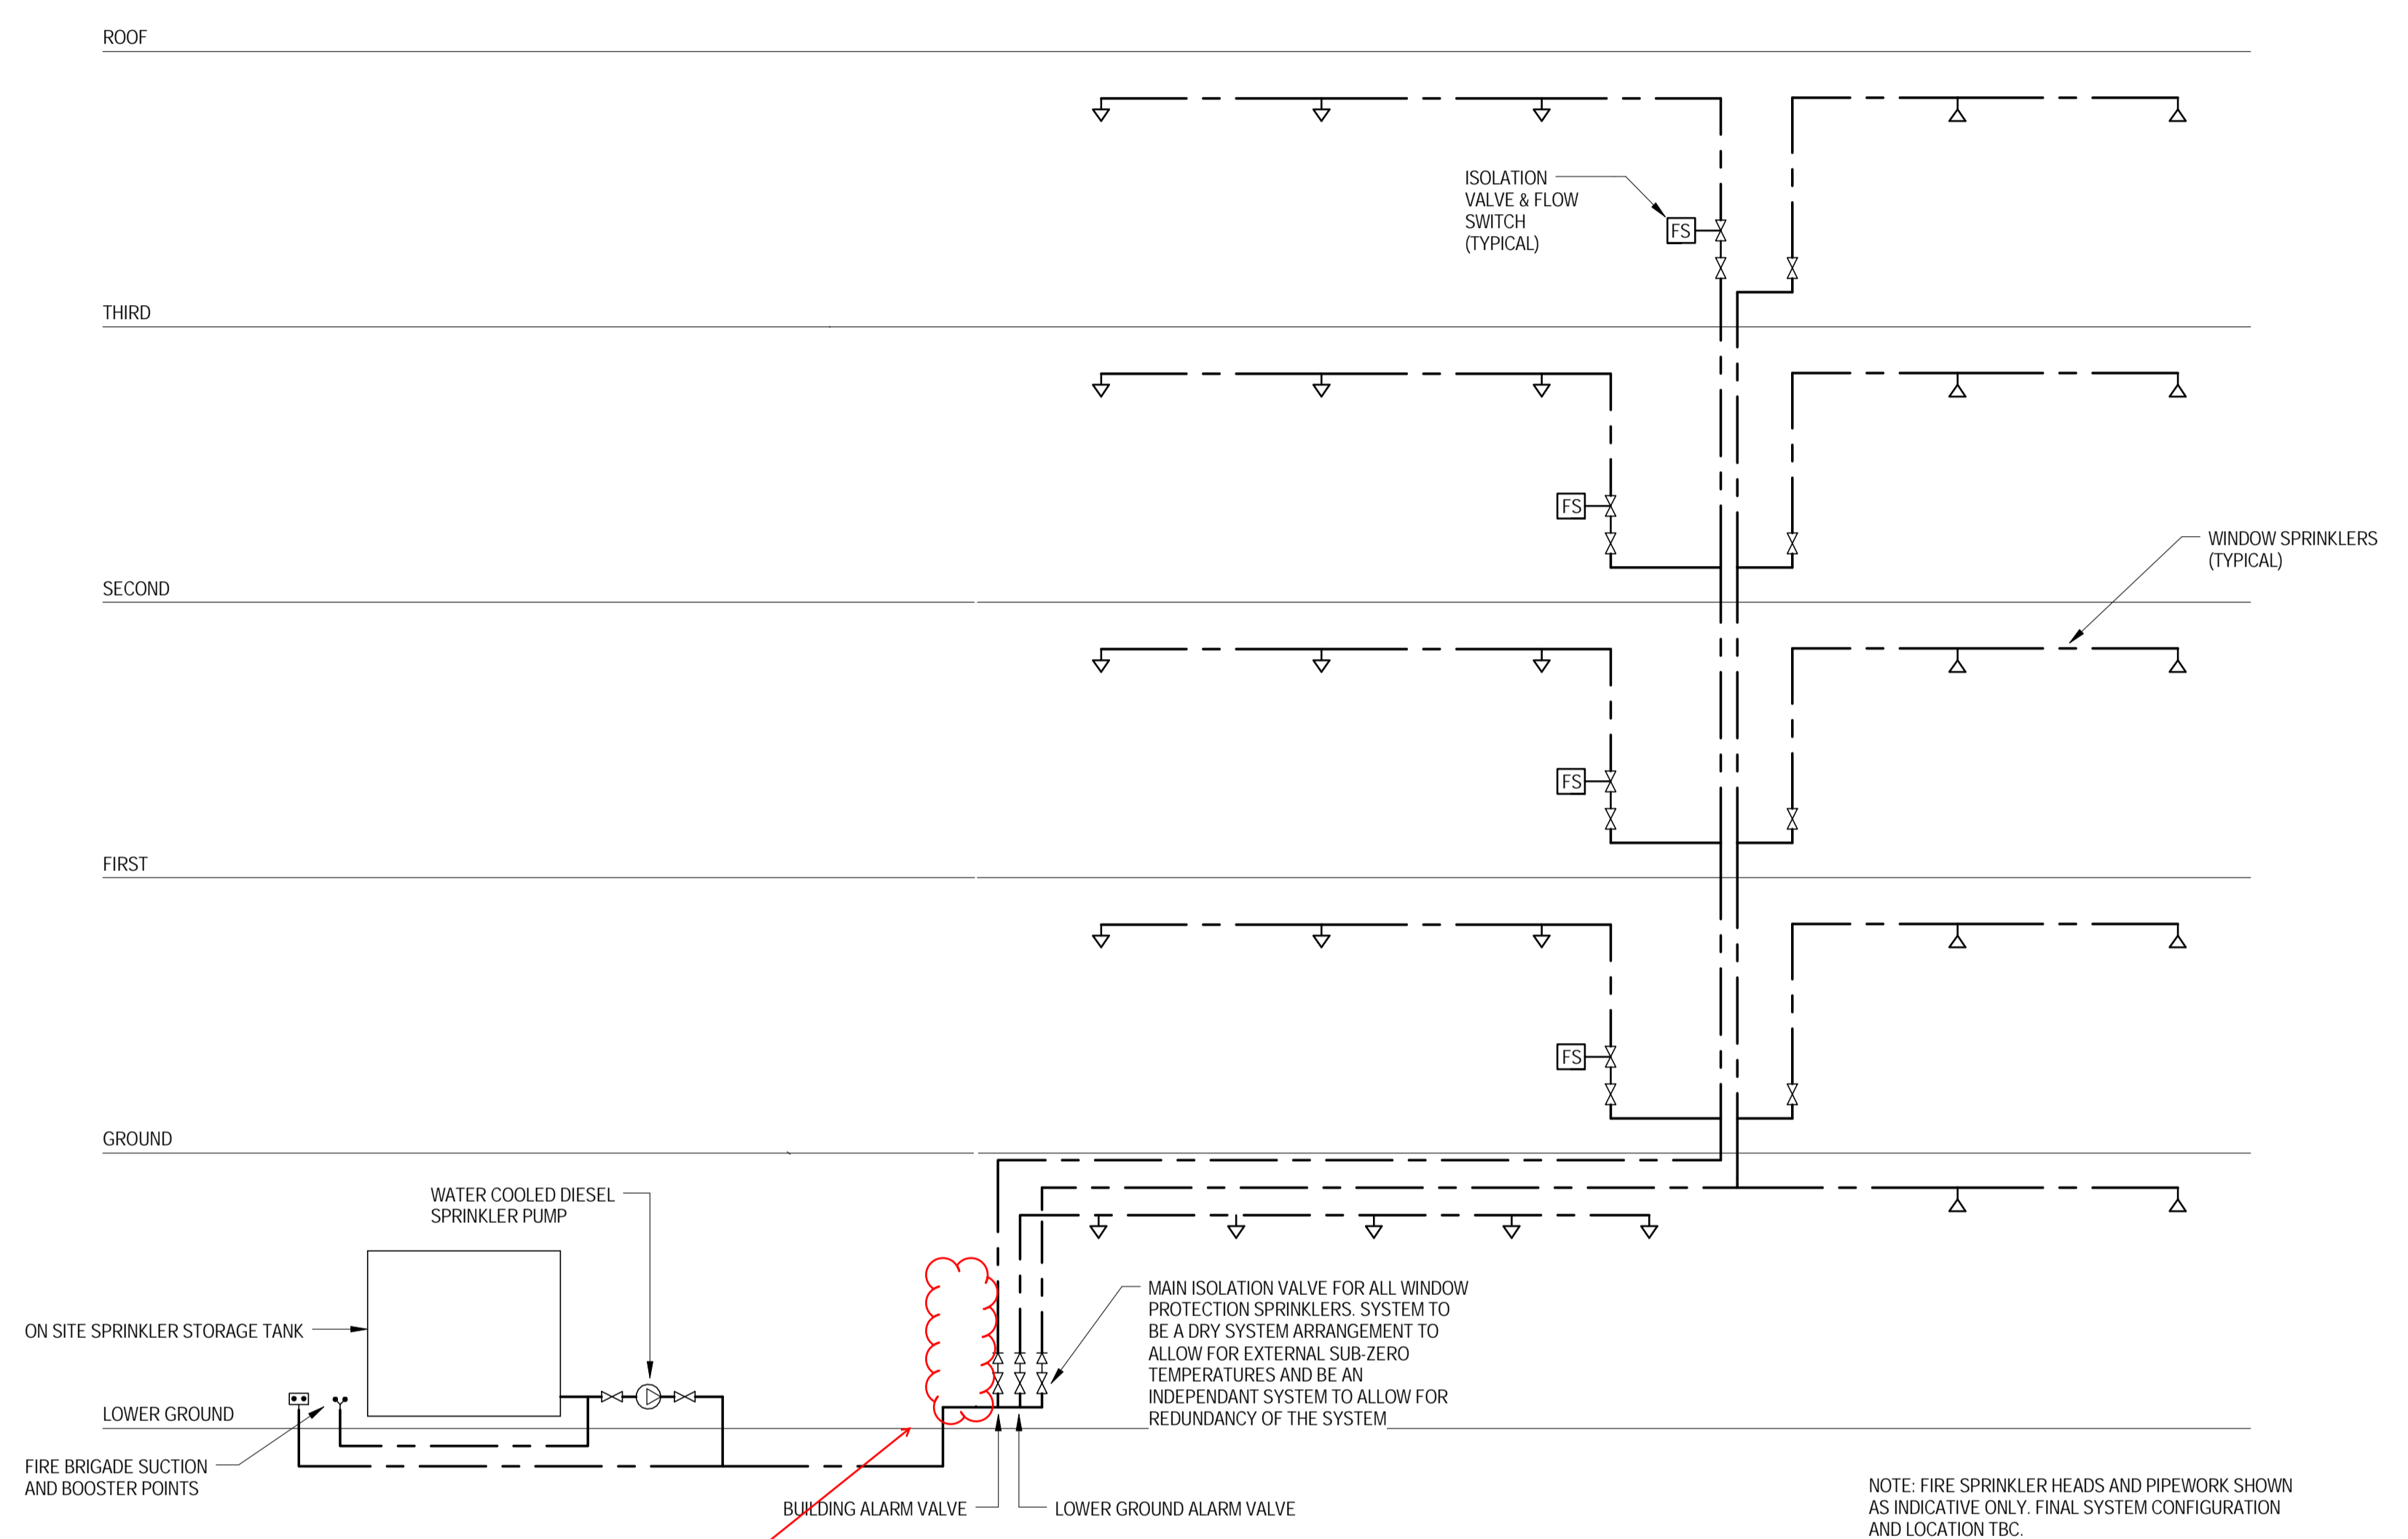 ROOF
ISOLATION
VALVE & FLOW
SWITCH
(TYPICAL)
FS
THIRD
FS
WINDOW SPRINKLERS
(TYPICAL)
SECOND
FS
FIRST
FS
GROUND
WATER COOLED DIESEL
SPRINKLER PUMP
ON SITE SPRINKLER STORAGE TANK
MAIN ISOLATION VALVE FOR ALL WINDOW
PROTECTION SPRINKLERS. SYSTEM TO
BE A DRY SYSTEM ARRANGEMENT TO
ALLOW FOR EXTERNAL SUB-ZERO
TEMPERATURES AND BE AN
INDEPENDANT SYSTEM TO ALLOW FOR
REDUNDANCY OF THE SYSTEM
LOWER GROUND
FIRE BRIGADE SUCTION
AND BOOSTER POINTS
BUILDING ALARM VALVE
LOWER GROUND ALARM VALVE
NOTE: FIRE SPRINKLER HEADS AND PIPEWORK SHOWN
AS INDICATIVE ONLY. FINAL SYSTEM CONFIGURATION
AND LOCATION TBC.